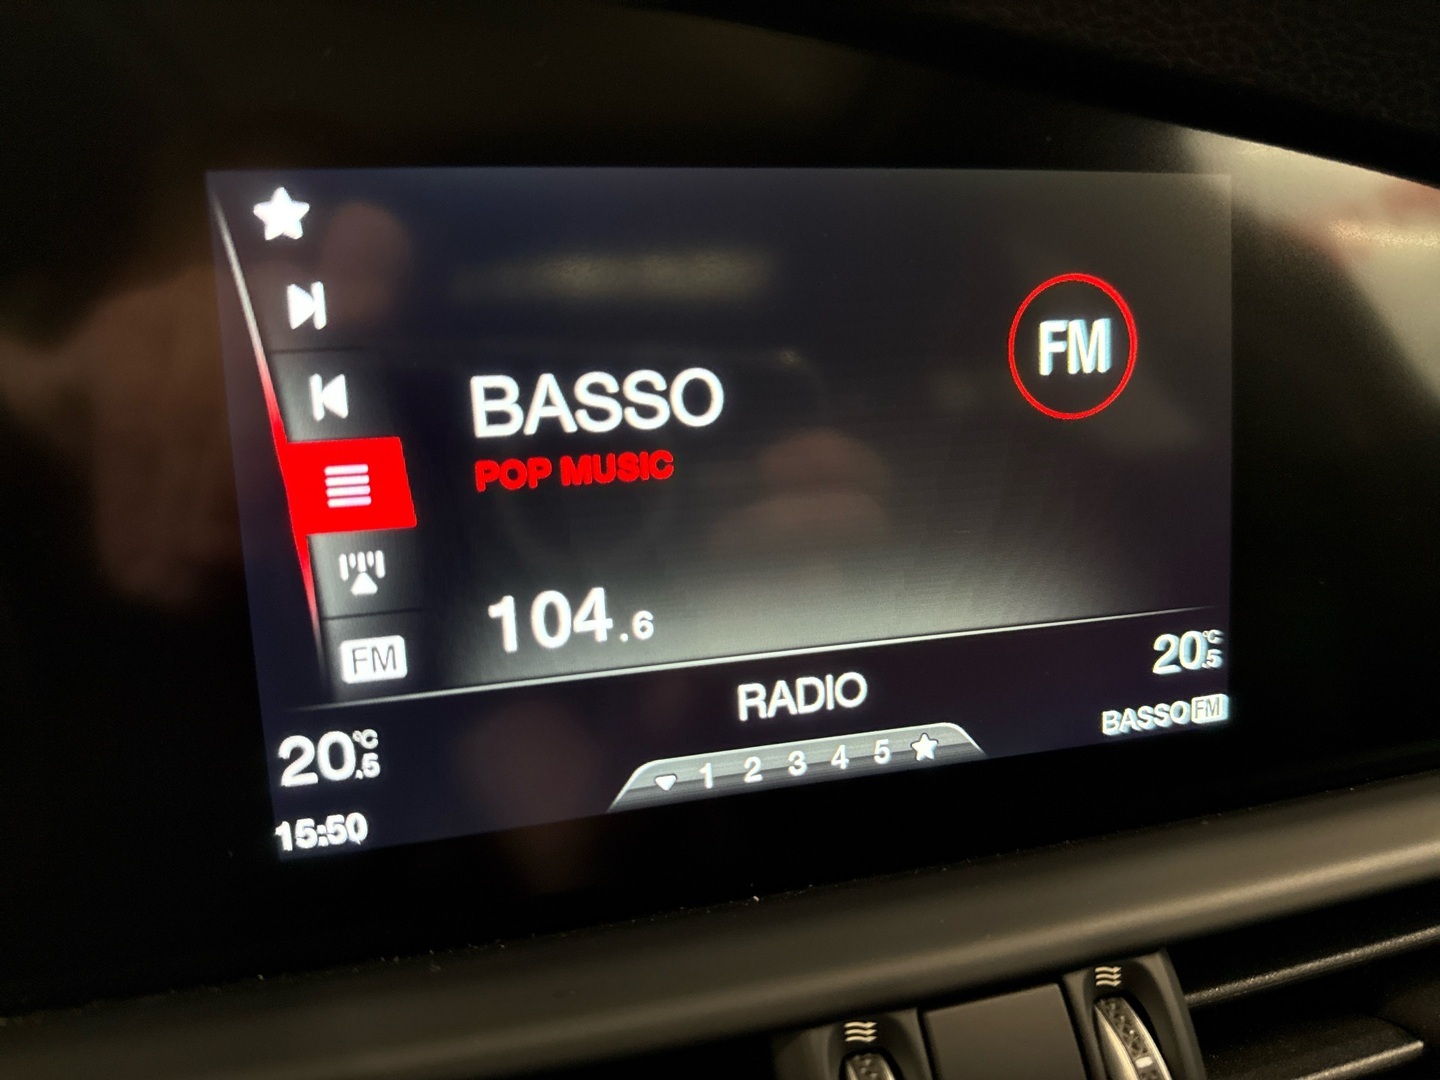 FM
BASSO
POP MUSIC
104.6
FM
RADIO
20.5°C
BASSO FM
20.5°C
1 2 3 4 5
15:50